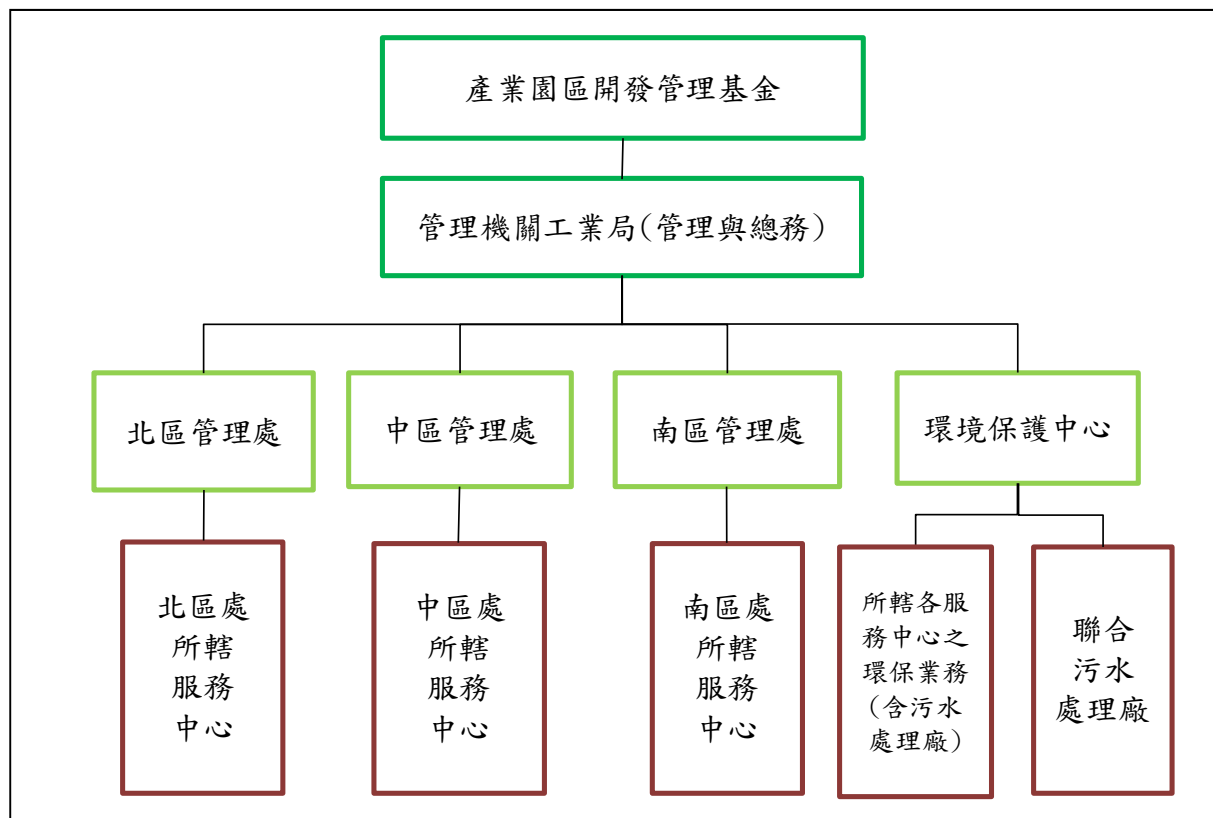 產業園區開發管理基金
管理機關工業局(管理與總務)
北區管理處
中區管理處
南區管理處
環境保護中心
北區處
所轄
服務
中心
中區處
所轄
服務
中心
南區處
所轄
服務
中心
所轄各服
務中心之
環保業務
(含污水
處理廠)
聯合
污水
處理廠